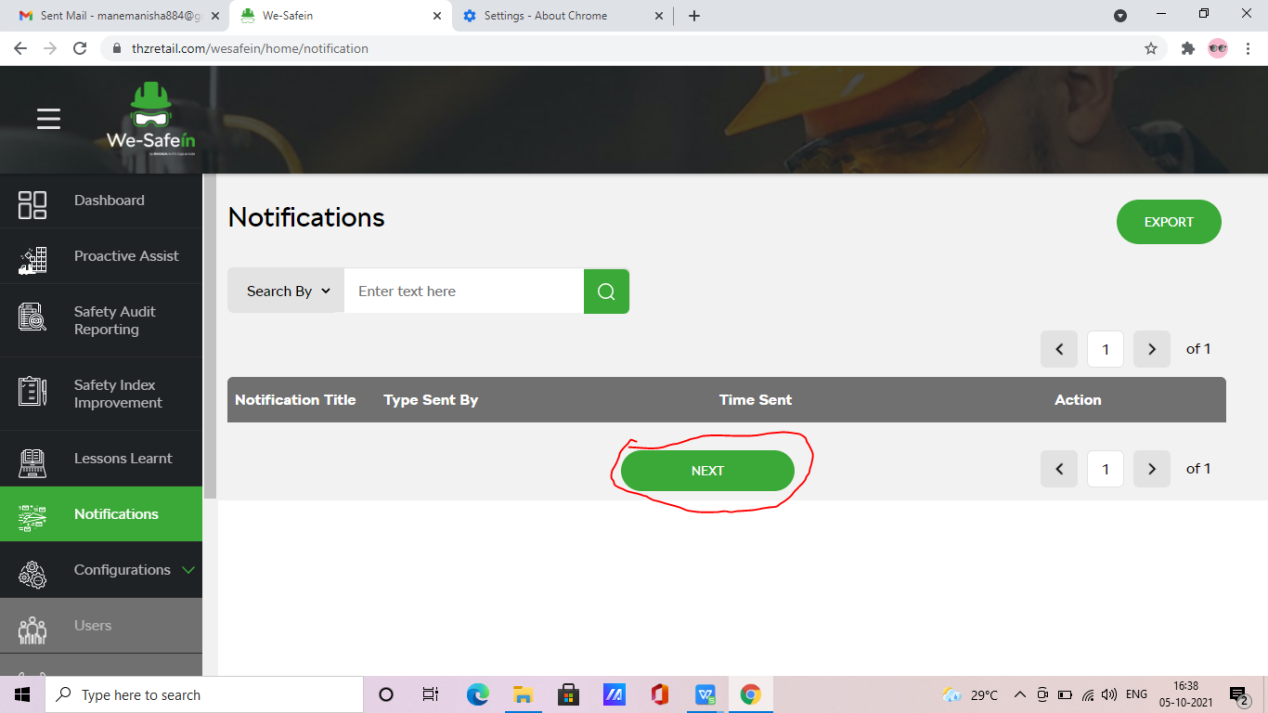 Sent Mail - manemanisha884@g
We-Safein
Settings - About Chrome
thzretail.com/wesafein/home/notification
We-Safein
Dashboard
Proactive Assist
Safety Audit
Reporting
Safety Index
Improvement
Lessons Learnt
Notifications
Configurations
Users
Notifications
EXPORT
Search By
Enter text here
1 of 1
Notification Title Type Sent By Time Sent Action
NEXT
1 of 1
Type here to search
29°C
ENG
16:38
05-10-2021
2